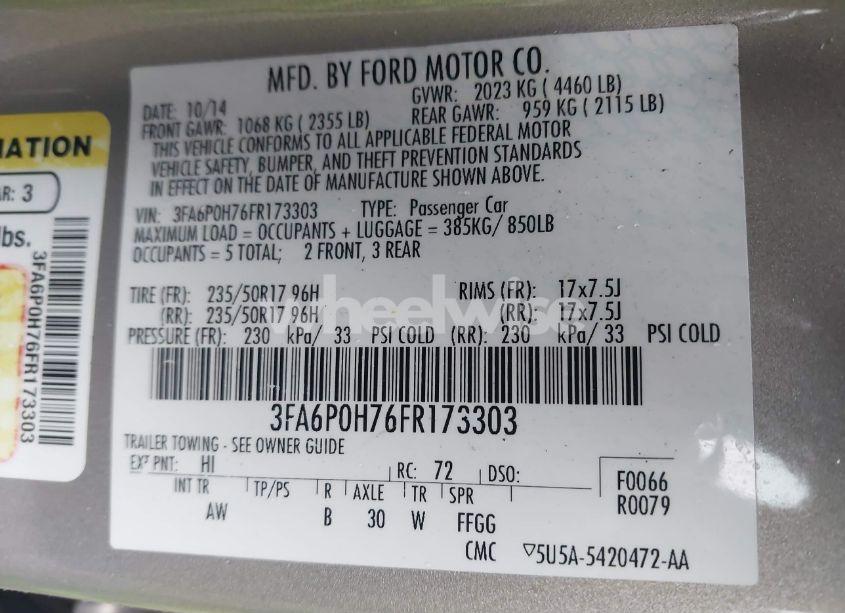 MFD. BY FORD MOTOR CO.
DATE: 10/14 GVWR: 2023 KG ( 4460 LB)
FRONT GAWR: 1068 KG ( 2355 LB) REAR GAWR: 959 KG ( 2115 LB)
THIS VEHICLE CONFORMS TO ALL APPLICABLE FEDERAL MOTOR
VEHICLE SAFETY, BUMPER, AND THEFT PREVENTION STANDARDS
IN EFFECT ON THE DATE OF MANUFACTURE SHOWN ABOVE.
VIN: 3FA6P0H76FR173303 TYPE: Passenger Car
MAXIMUM LOAD = OCCUPANTS + LUGGAGE = 385KG/ 850LB
OCCUPANTS = 5 TOTAL; 2 FRONT, 3 REAR
TIRE (FR): 235/50R17 96H RIMS (FR): 17x7.5J
(RR): 235/50R17 96H (RR): 17x7.5J
PRESSURE (FR): 230 kPa/ 33 PSI COLD (RR): 230 kPa/ 33 PSI COLD
3FA6P0H76FR173303
TRAILER TOWING - SEE OWNER GUIDE
EXT PNT: HI RC: 72 DSO:
INT TR TP/PS R AXLE TR SPR
AW B 30 W FFGG
F0066
R0079
CMC ▽5U5A-5420472-AA
MATION
AR: 3
lbs.
3FA6P0H76FR173303
wheelwise